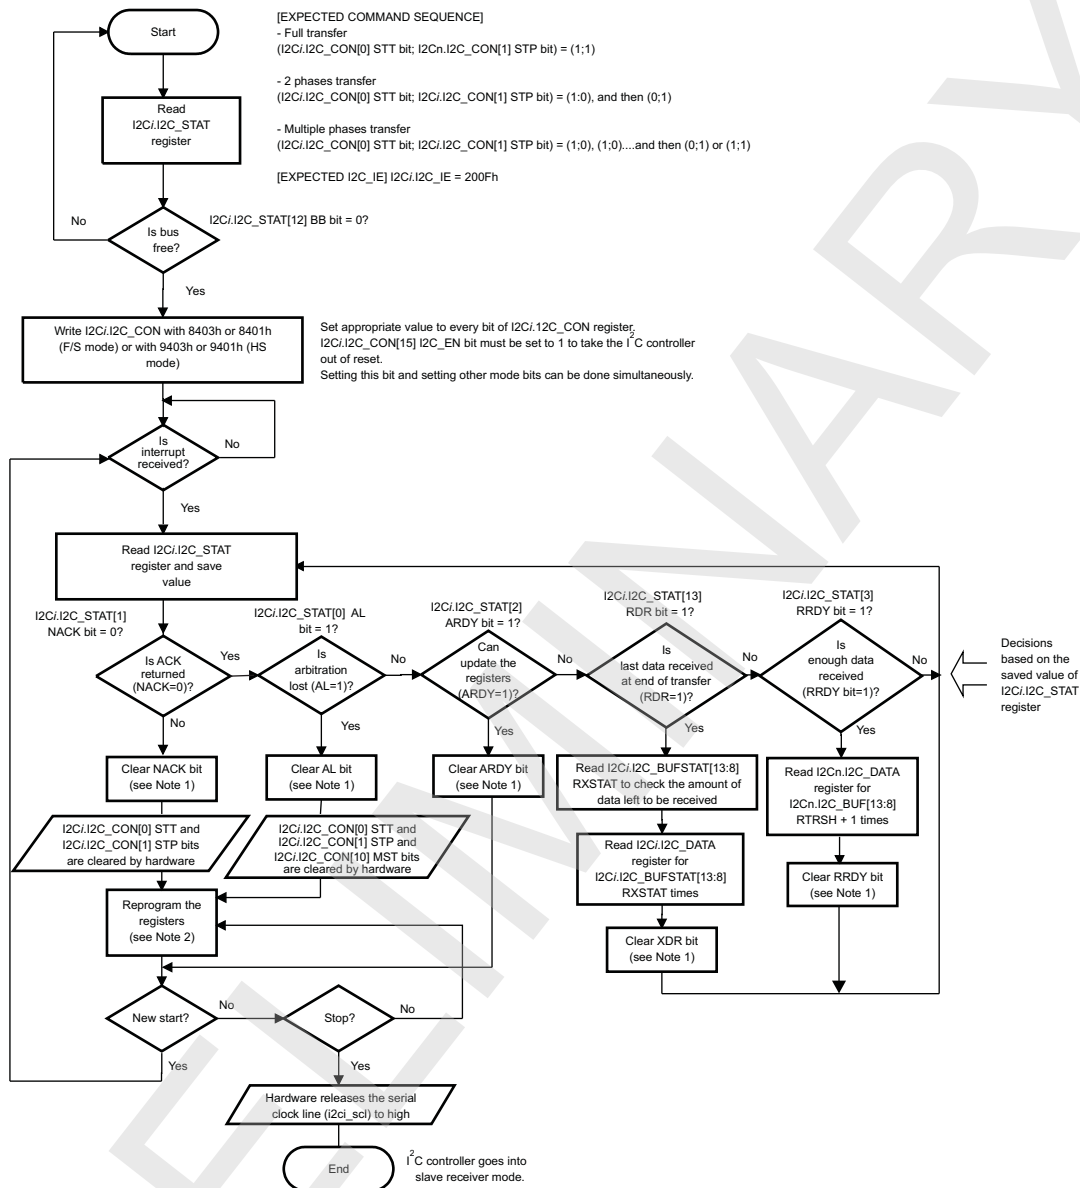 Start
[EXPECTED COMMAND SEQUENCE]
- Full transfer
(I2Ci.I2C_CON[0] STT bit; I2Cn.I2C_CON[1] STP bit) = (1;1)
- 2 phases transfer
(I2Ci.I2C_CON[0] STT bit; I2Ci.I2C_CON[1] STP bit) = (1:0), and then (0;1)
- Multiple phases transfer
(I2Ci.I2C_CON[0] STT bit; I2Ci.I2C_CON[1] STP bit) = (1;0), (1;0)....and then (0;1) or (1;1)
[EXPECTED I2C_IE] I2Ci.I2C_IE = 200Fh
Read
I2Ci.I2C_STAT
register
No
I2Ci.I2C_STAT[12] BB bit = 0?
Is bus
free?
Yes
Write I2Ci.I2C_CON with 8403h or 8401h
(F/S mode) or with 9403h or 9401h (HS
mode)
Set appropriate value to every bit of I2Ci.12C_CON register.
I2Ci.I2C_CON[15] I2C_EN bit must be set to 1 to take the I2C controller
out of reset.
Setting this bit and setting other mode bits can be done simultaneously.
Is
interrupt
received?
No
Yes
Read I2Ci.I2C_STAT
register and save
value
I2Ci.I2C_STAT[1]
NACK bit = 0?
I2Ci.I2C_STAT[0] AL
bit = 1?
I2Ci.I2C_STAT[2]
ARDY bit = 1?
I2Ci.I2C_STAT[13]
RDR bit = 1?
I2Ci.I2C_STAT[3]
RRDY bit = 1?
Is ACK
returned
(NACK=0)?
Yes
No
Is
arbitration
lost (AL=1)?
No
Yes
Can
update the
registers
(ARDY=1)?
No
Yes
Is
last data received
at end of transfer
(RDR=1)?
No
Yes
Is
enough data
received
(RRDY bit=1)?
No
Yes
Decisions
based on the
saved value of
I2Ci.I2C_STAT
register
Clear NACK bit
(see Note 1)
Clear AL bit
(see Note 1)
Clear ARDY bit
(see Note 1)
Read I2Ci.I2C_BUFSTAT[13:8]
RXSTAT to check the amount of
data left to be received
Read I2Cn.I2C_DATA
register for
I2Cn.I2C_BUF[13:8]
RTRSH + 1 times
I2Ci.I2C_CON[0] STT and
I2Ci.I2C_CON[1] STP bits
are cleared by hardware
I2Ci.I2C_CON[0] STT and
I2Ci.I2C_CON[1] STP and
I2Ci.I2C_CON[10] MST bits
are cleared by hardware
Read I2Ci.I2C_DATA
register for
I2Ci.I2C_BUFSTAT[13:8]
RXSTAT times
Clear RRDY bit
(see Note 1)
Reprogram the
registers
(see Note 2)
Clear XDR bit
(see Note 1)
New start?
No
Yes
Stop?
No
Yes
Hardware releases the serial
clock line (i2ci_scl) to high
End
I2C controller goes into
slave receiver mode.
ELIMINARY